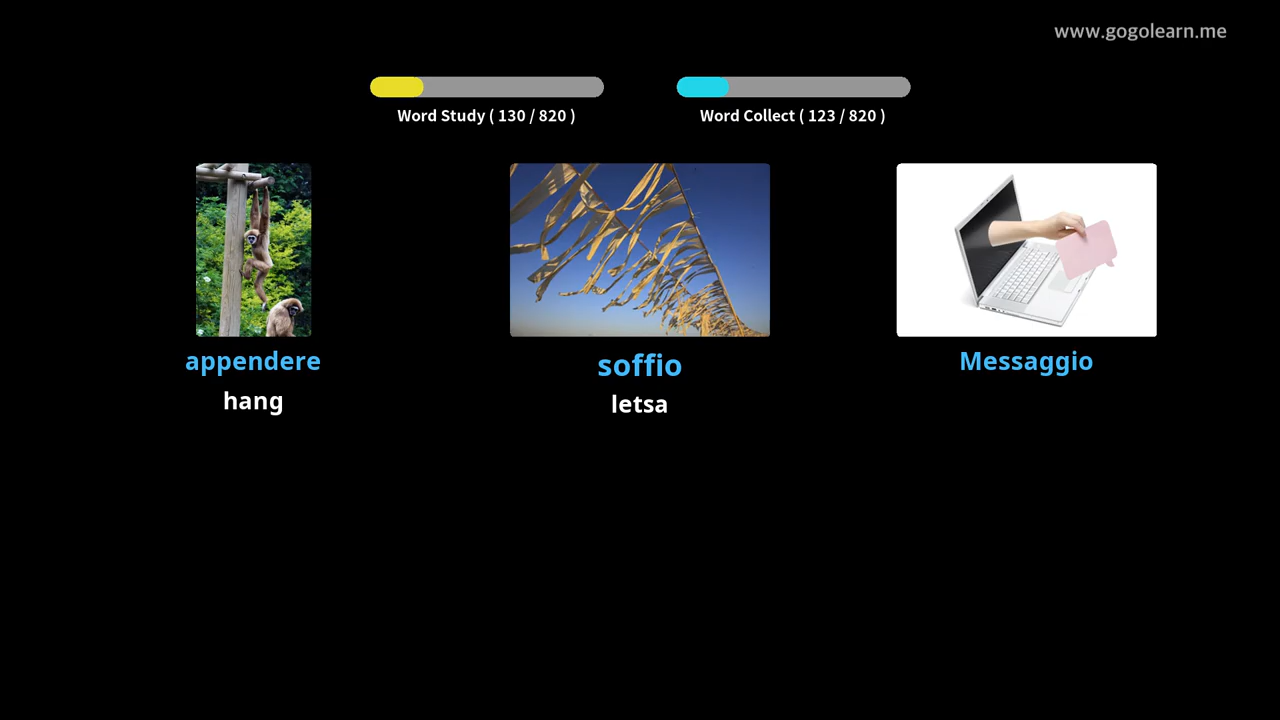 www.gogolearn.me
Word Study ( 130 / 820 )
Word Collect ( 123 / 820 )
appendere
hang
soffio
letsa
Messaggio